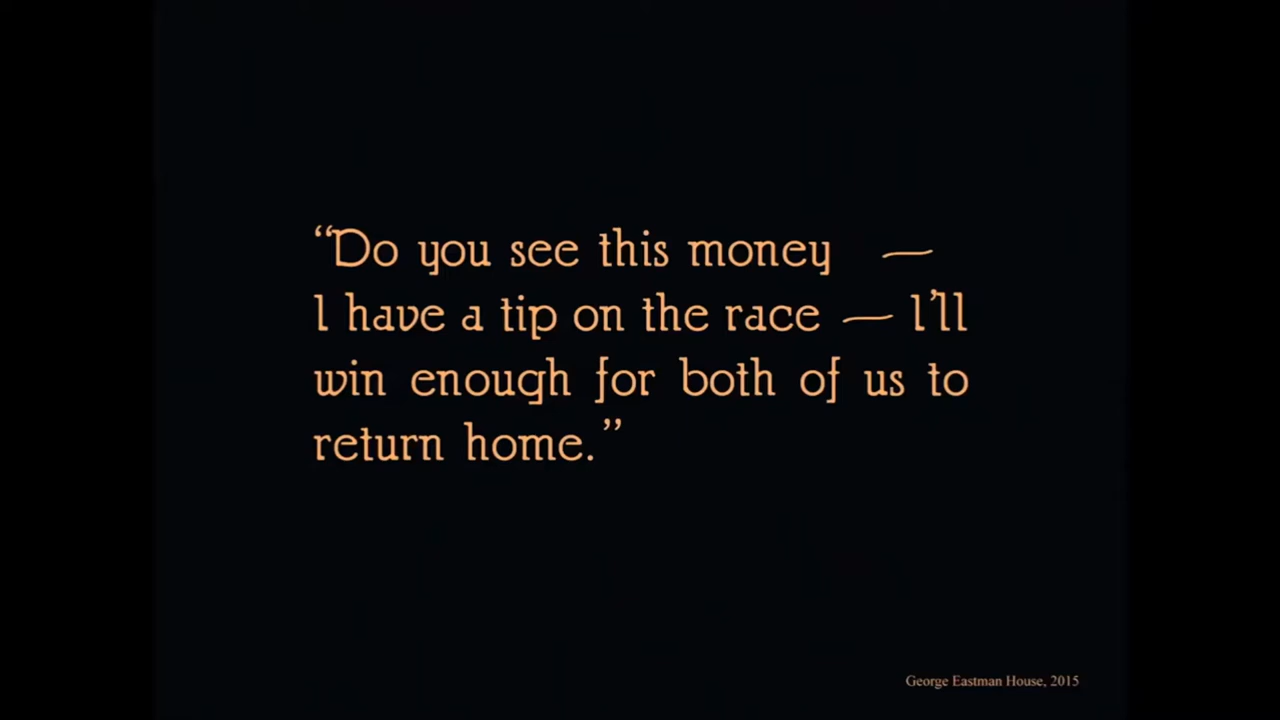 “Do you see this money —
I have a tip on the race — I’ll
win enough for both of us to
return home.”
George Eastman House, 2015